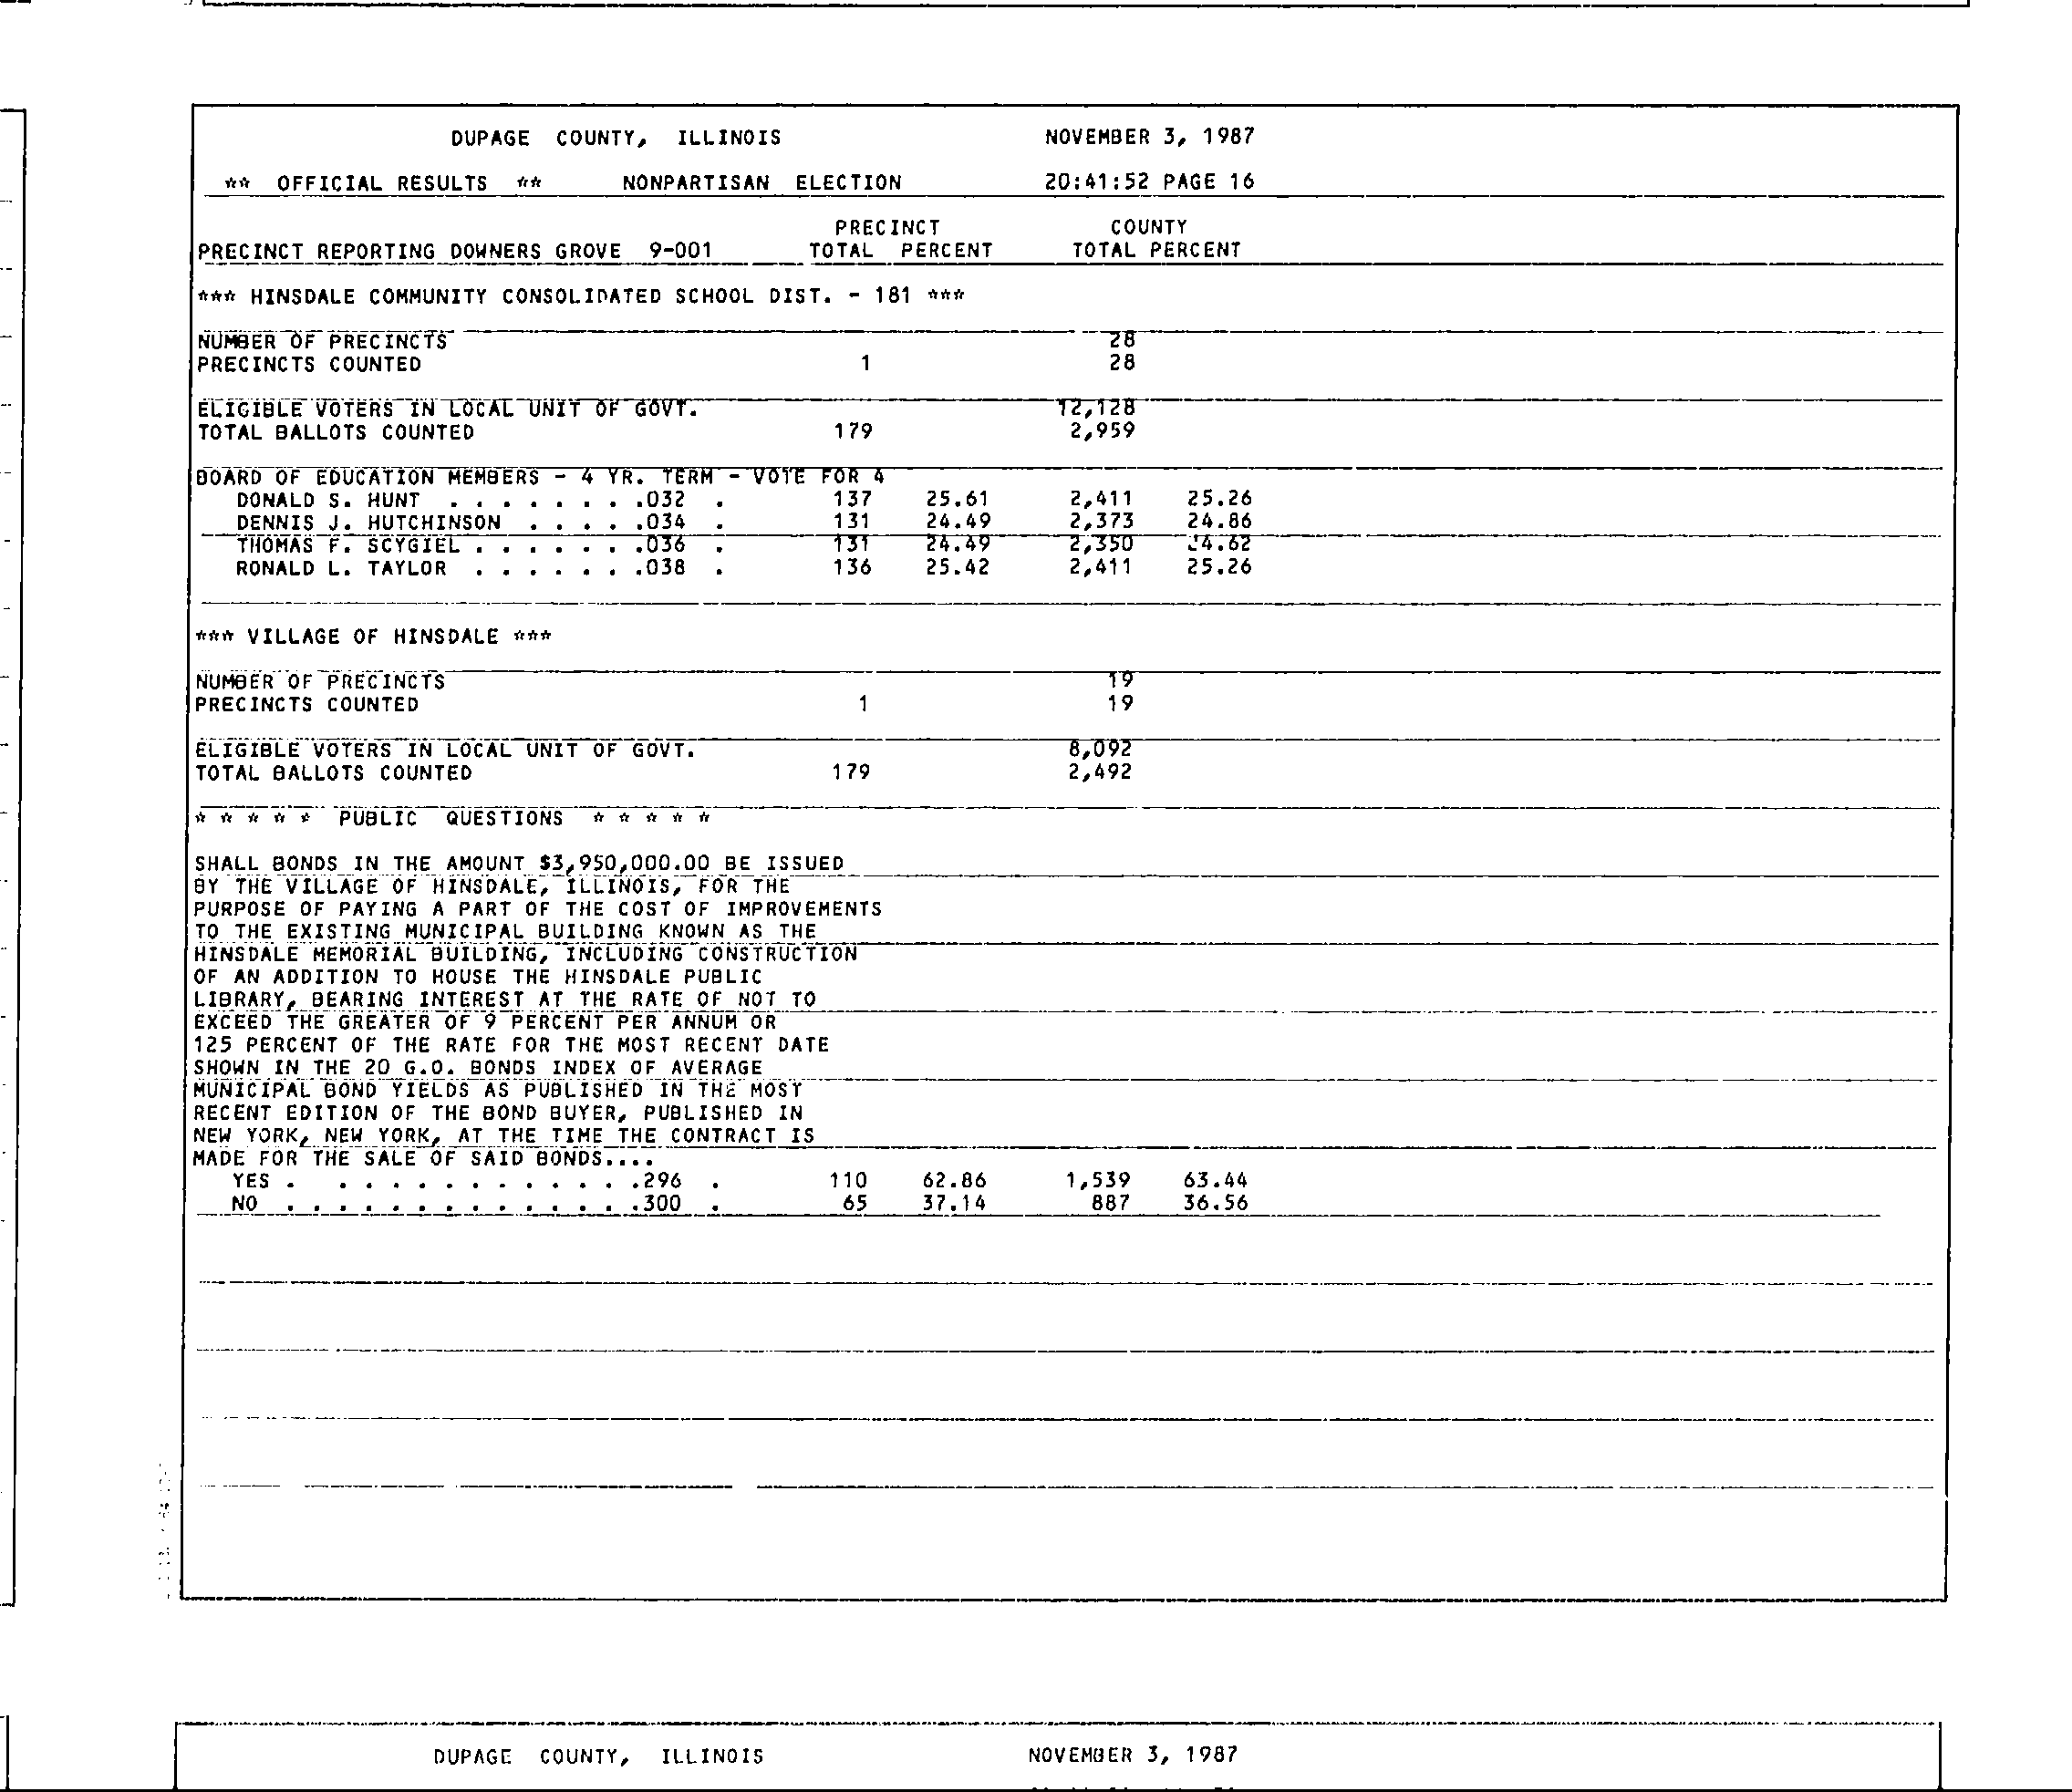 DUPAGE COUNTY, ILLINOIS NOVEMBER 3, 1987
** OFFICIAL RESULTS ** NONPARTISAN ELECTION 20:41:52 PAGE 16
PRECINCT COUNTY
PRECINCT REPORTING DOWNERS GROVE 9-001 TOTAL PERCENT TOTAL PERCENT
*** HINSDALE COMMUNITY CONSOLIDATED SCHOOL DIST. - 181 ***
NUMBER OF PRECINCTS 28
PRECINCTS COUNTED 1 28
ELIGIBLE VOTERS IN LOCAL UNIT OF GOVT. 12,128
TOTAL BALLOTS COUNTED 179 2,959
BOARD OF EDUCATION MEMBERS - 4 YR. TERM - VOTE FOR 4
DONALD S. HUNT . . . . . . . .032 . 137 25.61 2,411 25.26
DENNIS J. HUTCHINSON . . . . .034 . 131 24.49 2,373 24.86
THOMAS F. SCYGIEL . . . . . . .036 . 131 24.49 2,350 24.62
RONALD L. TAYLOR . . . . . . .038 . 136 25.42 2,411 25.26
*** VILLAGE OF HINSDALE ***
NUMBER OF PRECINCTS 19
PRECINCTS COUNTED 1 19
ELIGIBLE VOTERS IN LOCAL UNIT OF GOVT. 8,092
TOTAL BALLOTS COUNTED 179 2,492
* * * * * PUBLIC QUESTIONS * * * * *
SHALL BONDS IN THE AMOUNT $3,950,000.00 BE ISSUED
BY THE VILLAGE OF HINSDALE, ILLINOIS, FOR THE
PURPOSE OF PAYING A PART OF THE COST OF IMPROVEMENTS
TO THE EXISTING MUNICIPAL BUILDING KNOWN AS THE
HINSDALE MEMORIAL BUILDING, INCLUDING CONSTRUCTION
OF AN ADDITION TO HOUSE THE HINSDALE PUBLIC
LIBRARY, BEARING INTEREST AT THE RATE OF NOT TO
EXCEED THE GREATER OF 9 PERCENT PER ANNUM OR
125 PERCENT OF THE RATE FOR THE MOST RECENT DATE
SHOWN IN THE 20 G.O. BONDS INDEX OF AVERAGE
MUNICIPAL BOND YIELDS AS PUBLISHED IN THE MOST
RECENT EDITION OF THE BOND BUYER, PUBLISHED IN
NEW YORK, NEW YORK, AT THE TIME THE CONTRACT IS
MADE FOR THE SALE OF SAID BONDS....
YES . . . . . . . . . . . . .296 . 110 62.86 1,539 63.44
NO . . . . . . . . . . . . . .300 . 65 37.14 887 36.56
DUPAGE COUNTY, ILLINOIS NOVEMBER 3, 1987